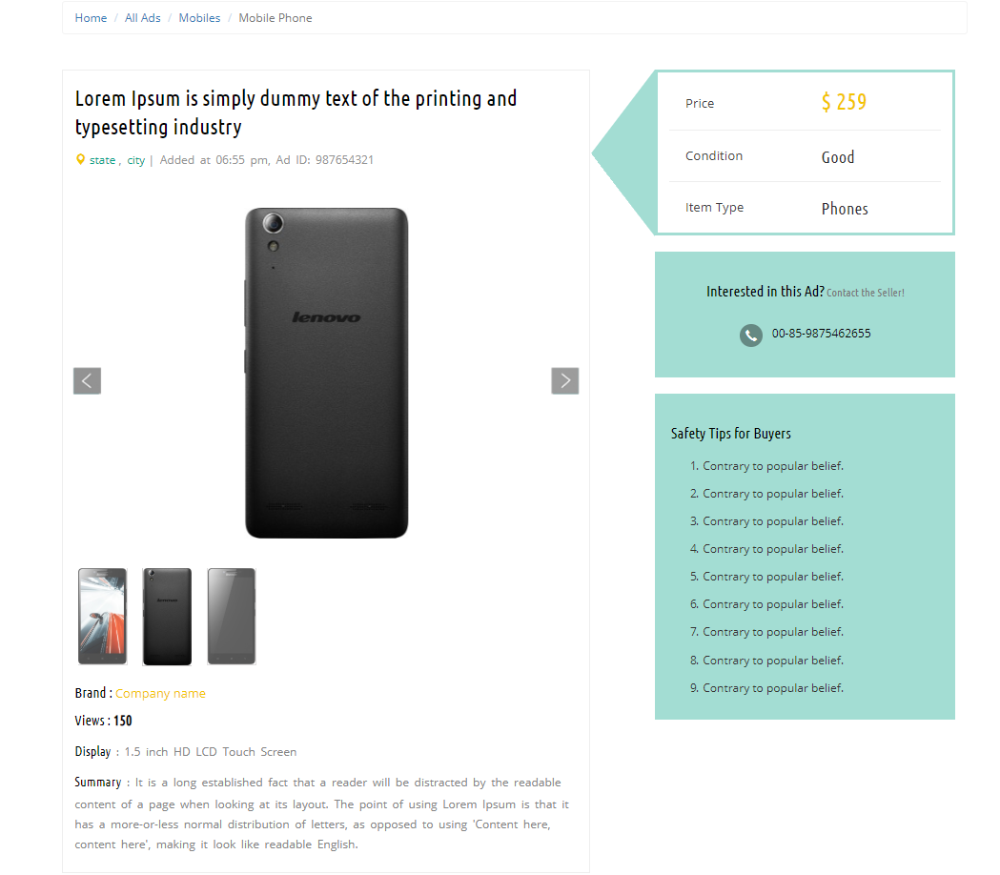 Home / All Ads / Mobiles / Mobile Phone
Lorem Ipsum is simply dummy text of the printing and
typesetting industry
state , city | Added at 06:55 pm, Ad ID: 987654321
lenovo
lenovo
Brand : Company name
Views : 150
Display : 1.5 inch HD LCD Touch Screen
Summary : It is a long established fact that a reader will be distracted by the readable
content of a page when looking at its layout. The point of using Lorem Ipsum is that it
has a more-or-less normal distribution of letters, as opposed to using 'Content here,
content here', making it look like readable English.
Price $ 259
Condition Good
Item Type Phones
Interested in this Ad? Contact the Seller!
00-85-9875462655
Safety Tips for Buyers
1. Contrary to popular belief.
2. Contrary to popular belief.
3. Contrary to popular belief.
4. Contrary to popular belief.
5. Contrary to popular belief.
6. Contrary to popular belief.
7. Contrary to popular belief.
8. Contrary to popular belief.
9. Contrary to popular belief.